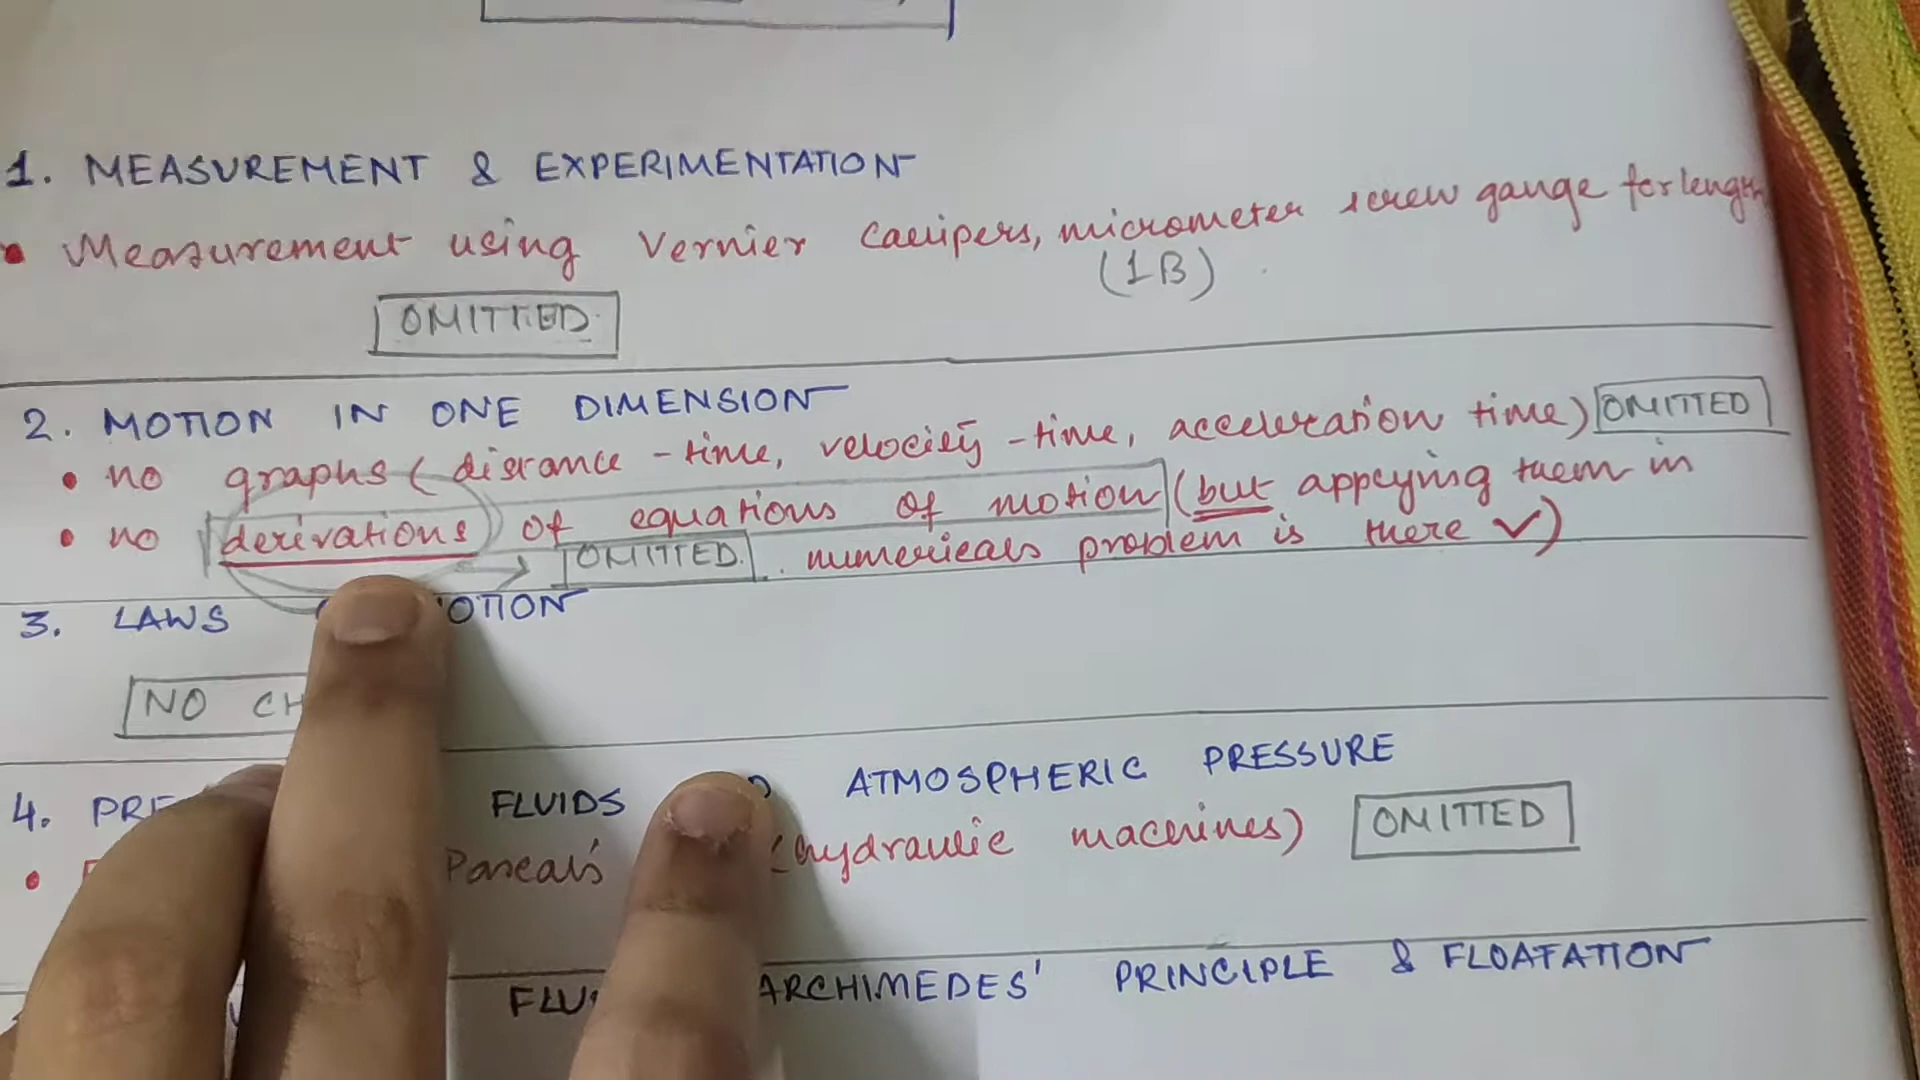 1. MEASUREMENT & EXPERIMENTATION
• Measurement using Vernier Callipers, micrometer screw gauge for length
(1B)
OMITTED
2. MOTION IN ONE DIMENSION
• no graphs (distance - time, velocity - time, acceleration time) OMITTED
• no derivations of equations of motion (but applying them in
OMITTED. numericals problem is there ✓)
3. LAWS MOTION
NO CH
4. PRE FLUIDS ATMOSPHERIC PRESSURE
• Pascal's (hydraulic machines) OMITTED
FLU ARCHIMEDES' PRINCIPLE & FLOATATION